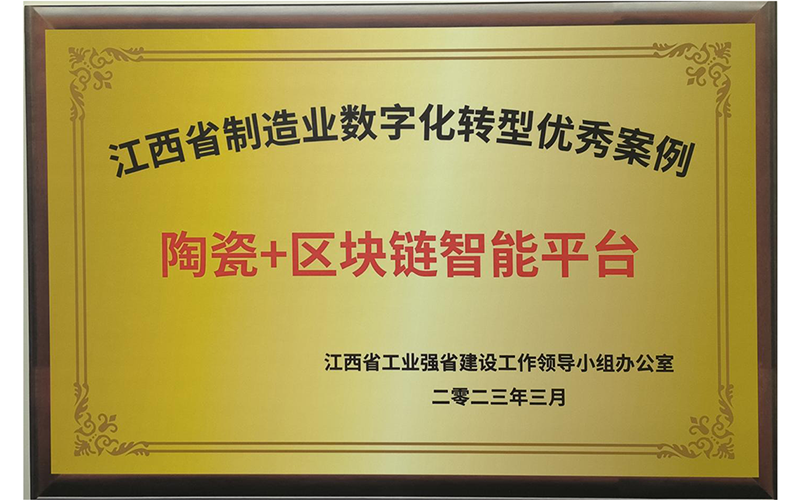 江西省制造业数字化转型优秀案例
陶瓷+区块链智能平台
江西省工业强省建设工作领导小组办公室
二零二三年三月